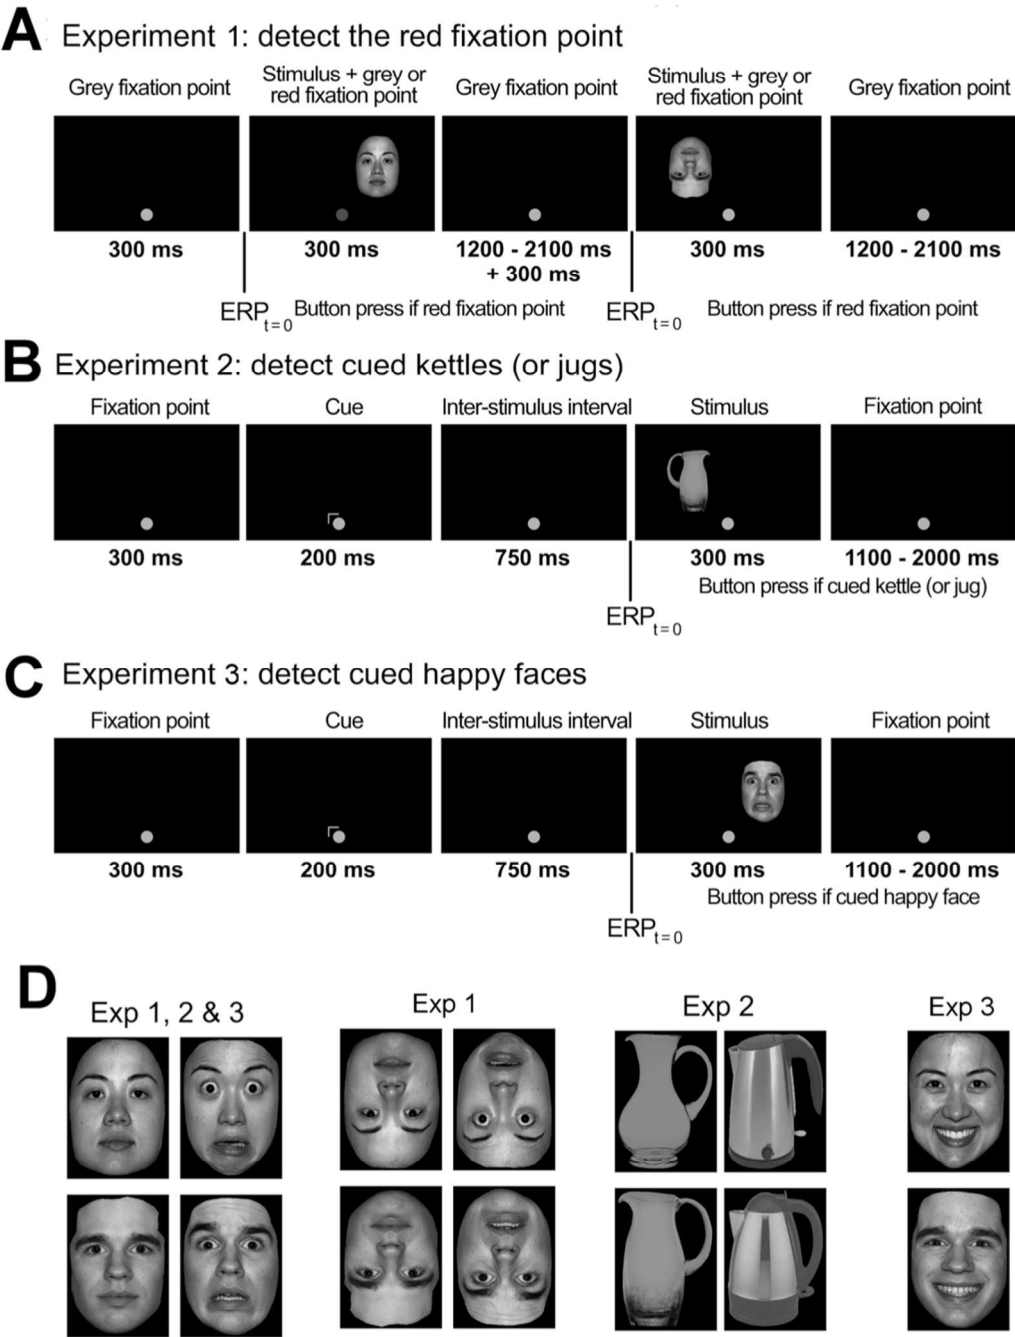 A Experiment 1: detect the red fixation point
Grey fixation point
Stimulus + grey or
red fixation point
Grey fixation point
Stimulus + grey or
red fixation point
Grey fixation point
300 ms
300 ms
1200 - 2100 ms
+ 300 ms
300 ms
1200 - 2100 ms
ERP t = 0
Button press if red fixation point
ERP t = 0
Button press if red fixation point
B Experiment 2: detect cued kettles (or jugs)
Fixation point
Cue
Inter-stimulus interval
Stimulus
Fixation point
300 ms
200 ms
750 ms
300 ms
1100 - 2000 ms
Button press if cued kettle (or jug)
ERP t = 0
C Experiment 3: detect cued happy faces
Fixation point
Cue
Inter-stimulus interval
Stimulus
Fixation point
300 ms
200 ms
750 ms
300 ms
1100 - 2000 ms
Button press if cued happy face
ERP t = 0
D
Exp 1, 2 & 3
Exp 1
Exp 2
Exp 3